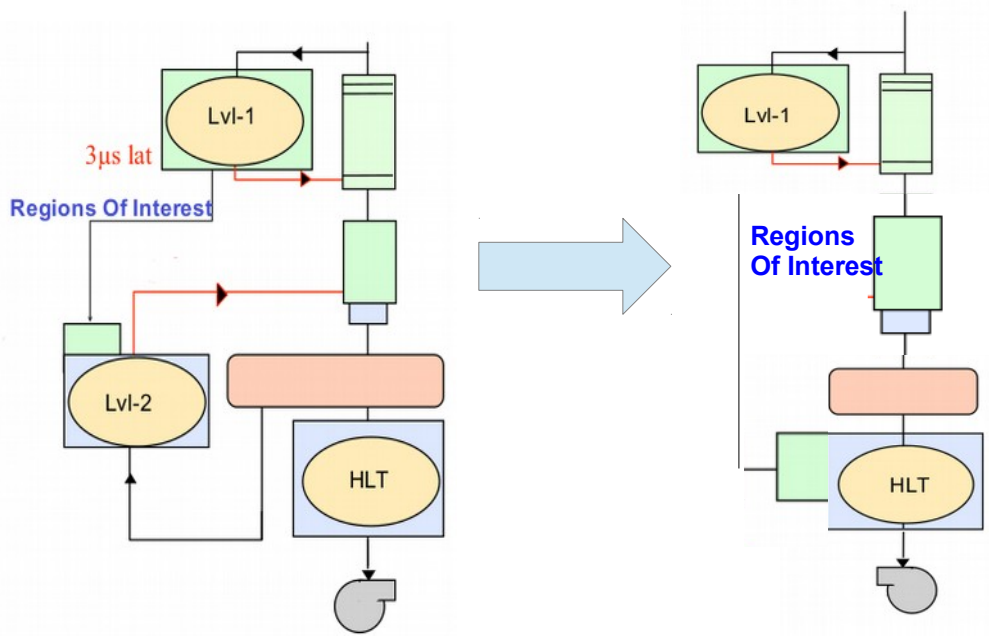 Lvl-1
3µs lat
Regions Of Interest
Lvl-2
HLT
Lvl-1
Regions
Of Interest
HLT